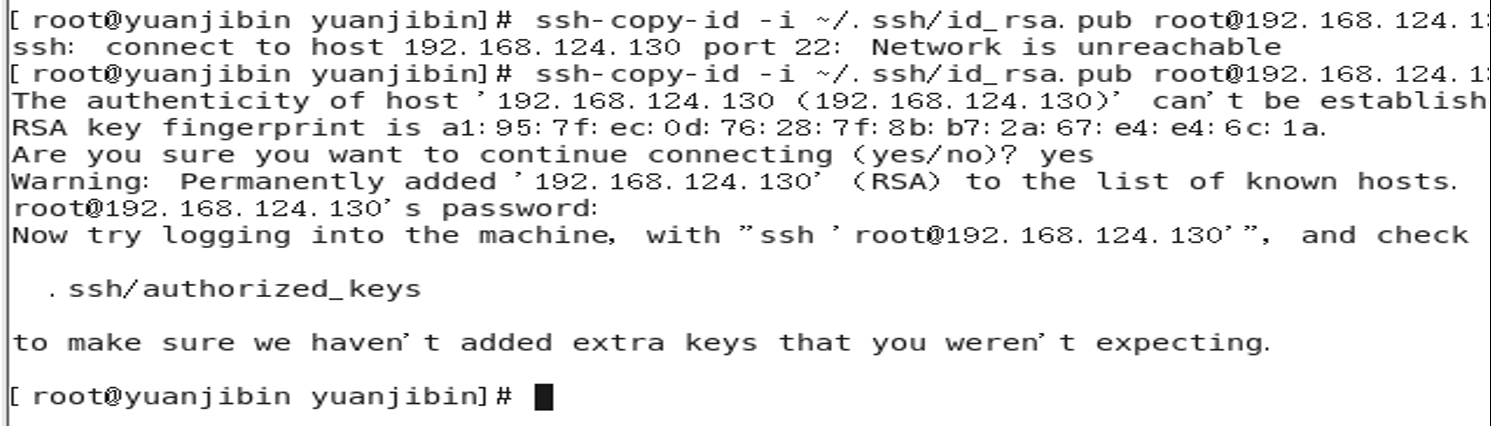 [root@yuanjibin yuanjibin]# ssh-copy-id -i ~/.ssh/id_rsa.pub root@192.168.124.1
ssh: connect to host 192.168.124.130 port 22: Network is unreachable
[root@yuanjibin yuanjibin]# ssh-copy-id -i ~/.ssh/id_rsa.pub root@192.168.124.1
The authenticity of host '192.168.124.130 (192.168.124.130)' can't be establish
RSA key fingerprint is a1:95:7f:ec:0d:76:28:7f:8b:b7:2a:67:e4:e4:6c:1a.
Are you sure you want to continue connecting (yes/no)? yes
Warning: Permanently added '192.168.124.130' (RSA) to the list of known hosts.
root@192.168.124.130's password:
Now try logging into the machine, with "ssh 'root@192.168.124.130'", and check
.ssh/authorized_keys
to make sure we haven't added extra keys that you weren't expecting.
[root@yuanjibin yuanjibin]#